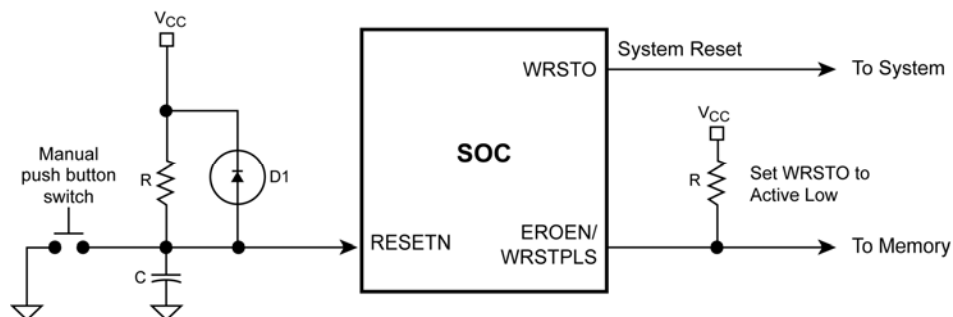 VCC
Manual
push button
switch
R
D1
C
RESETN
SOC
WRSTO
EROEN/
WRSTPLS
System Reset
To System
VCC
R
Set WRSTO to
Active Low
To Memory